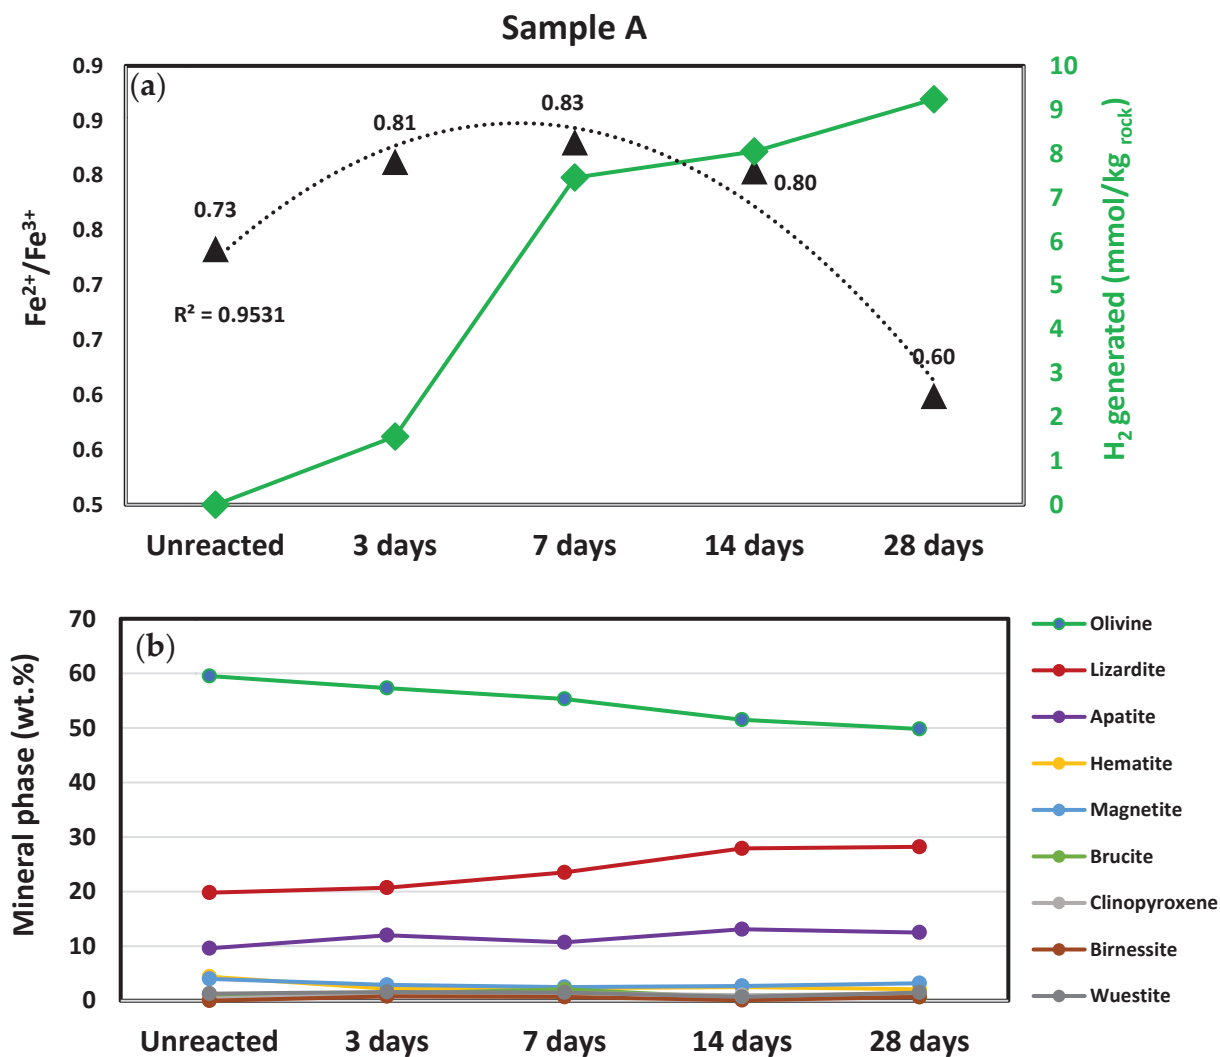 Sample A
(a)
0.9
0.9
0.8
0.8
0.7
0.7
0.6
0.6
0.5
Fe²⁺/Fe³⁺
0.73
0.81
0.83
0.80
0.60
R² = 0.9531
10
9
8
7
6
5
4
3
2
1
0
H₂ generated (mmol/kg rock)
Unreacted 3 days 7 days 14 days 28 days
(b)
70
60
50
40
30
20
10
0
Mineral phase (wt.%)
Unreacted 3 days 7 days 14 days 28 days
Olivine
Lizardite
Apatite
Hematite
Magnetite
Brucite
Clinopyroxene
Birnessite
Wuestite